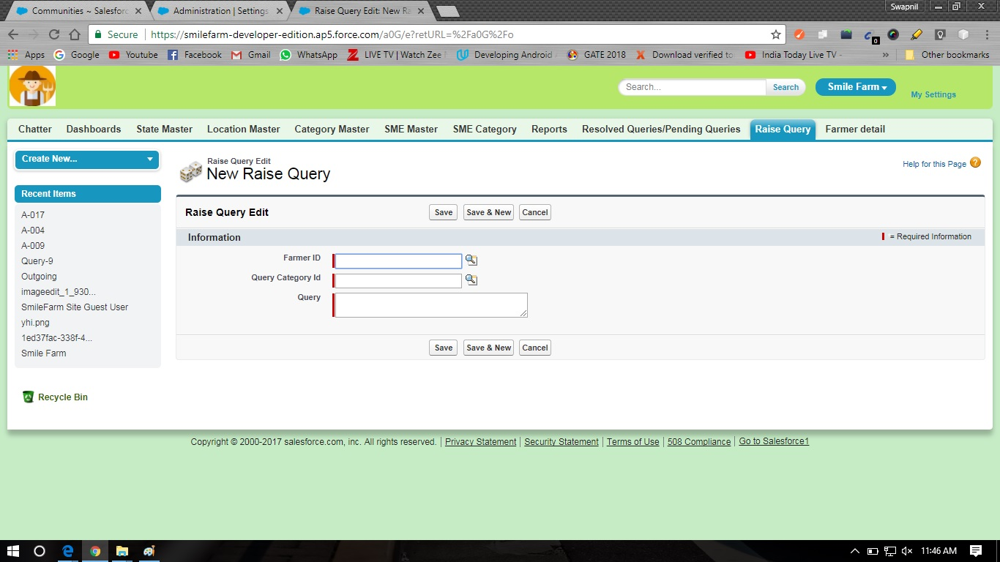 Swapnil
Communities ~ Salesforc
Administration | Settings
Raise Query Edit: New Ra
Secure https://smilefarm-developer-edition.ap5.force.com/a0G/e?retURL=%2Fa0G%2Fo
0
Apps Google Youtube Facebook Gmail WhatsApp LIVE TV | Watch Zee Developing Android GATE 2018 Download verified to India Today Live TV - » Other bookmarks
Search... Search Smile Farm My Settings
Chatter Dashboards State Master Location Master Category Master SME Master SME Category Reports Resolved Queries/Pending Queries Raise Query Farmer detail
Create New...
Recent Items
A-017
A-004
A-009
Query-9
Outgoing
imageedit_1_930...
SmileFarm Site Guest User
yhi.png
1ed37fac-338f-4...
Smile Farm
Recycle Bin
Raise Query Edit
New Raise Query
Help for this Page ?
Raise Query Edit Save Save & New Cancel
Information = Required Information
Farmer ID
Query Category Id
Query
Save Save & New Cancel
Copyright © 2000-2017 salesforce.com, inc. All rights reserved. | Privacy Statement | Security Statement | Terms of Use | 508 Compliance | Go to Salesforce1
11:46 AM